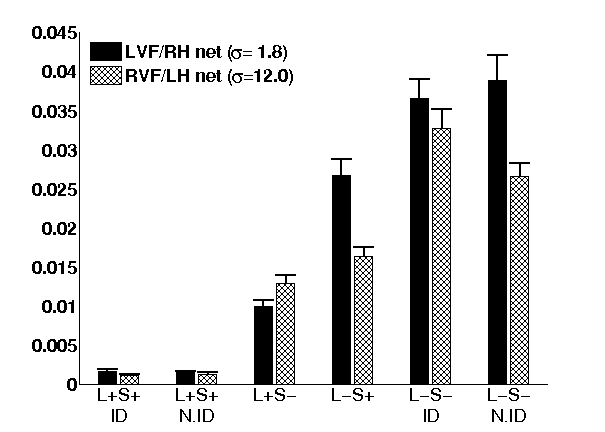 0.045
LVF/RH net (σ= 1.8)
0.04
RVF/LH net (σ=12.0)
0.035
0.03
0.025
0.02
0.015
0.01
0.005
0
L+S+ L+S+ L+S− L−S+ L−S− L−S−
ID N.ID ID N.ID